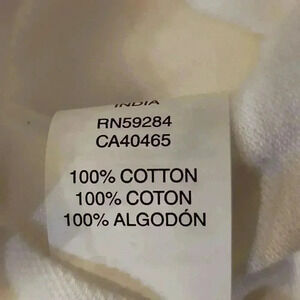 INDIA
RN59284
CA40465
100% COTTON
100% COTON
100% ALGODÓN